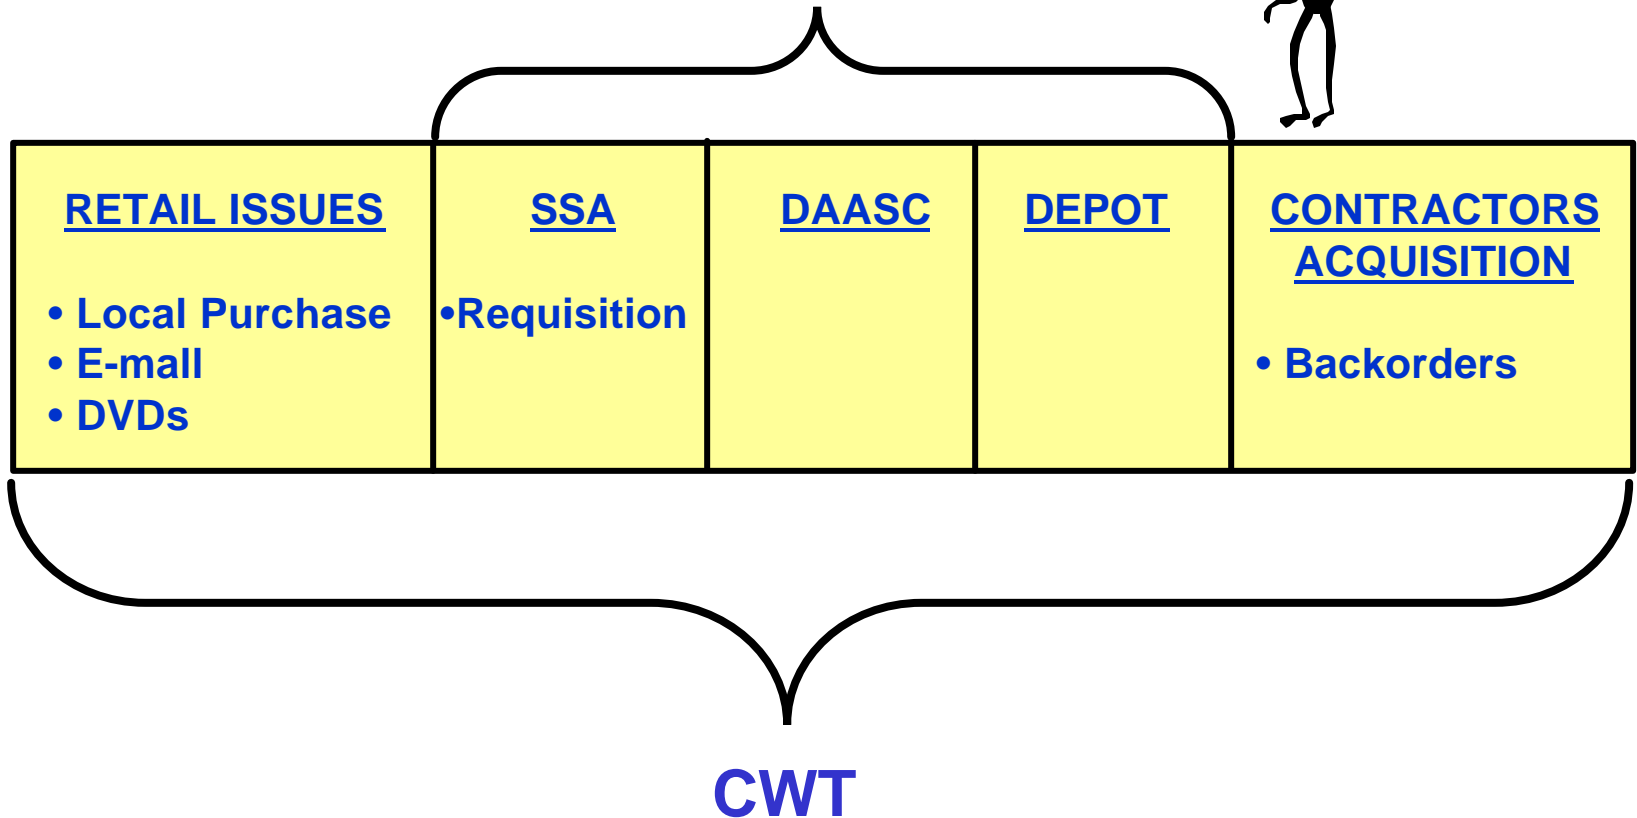 RETAIL ISSUES
• Local Purchase
• E-mall
• DVDs
SSA
•Requisition
DAASC
DEPOT
CONTRACTORS
ACQUISITION
• Backorders
CWT